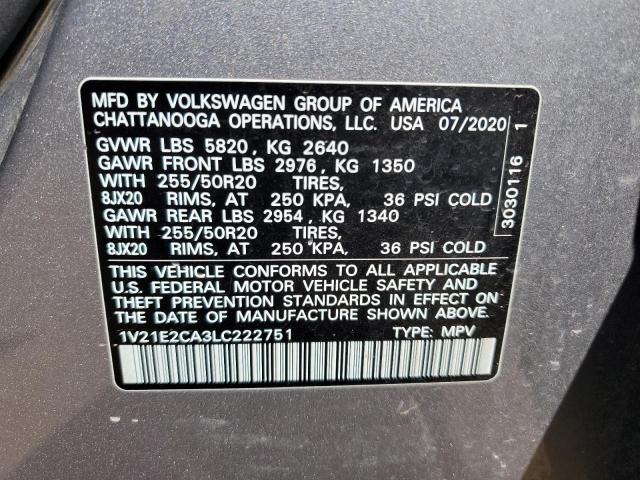 MFD BY VOLKSWAGEN GROUP OF AMERICA
CHATTANOOGA OPERATIONS, LLC. USA 07/2020
GVWR LBS 5820, KG 2640
GAWR FRONT LBS 2976, KG 1350
WITH 255/50R20 TIRES,
8JX20 RIMS, AT 250 KPA, 36 PSI COLD
GAWR REAR LBS 2954, KG 1340
WITH 255/50R20 TIRES,
8JX20 RIMS, AT 250 KPA, 36 PSI COLD
THIS VEHICLE CONFORMS TO ALL APPLICABLE
U.S. FEDERAL MOTOR VEHICLE SAFETY AND
THEFT PREVENTION STANDARDS IN EFFECT ON
THE DATE OF MANUFACTURE SHOWN ABOVE.
1V21E2CA3LC222751 TYPE: MPV
3030116 1